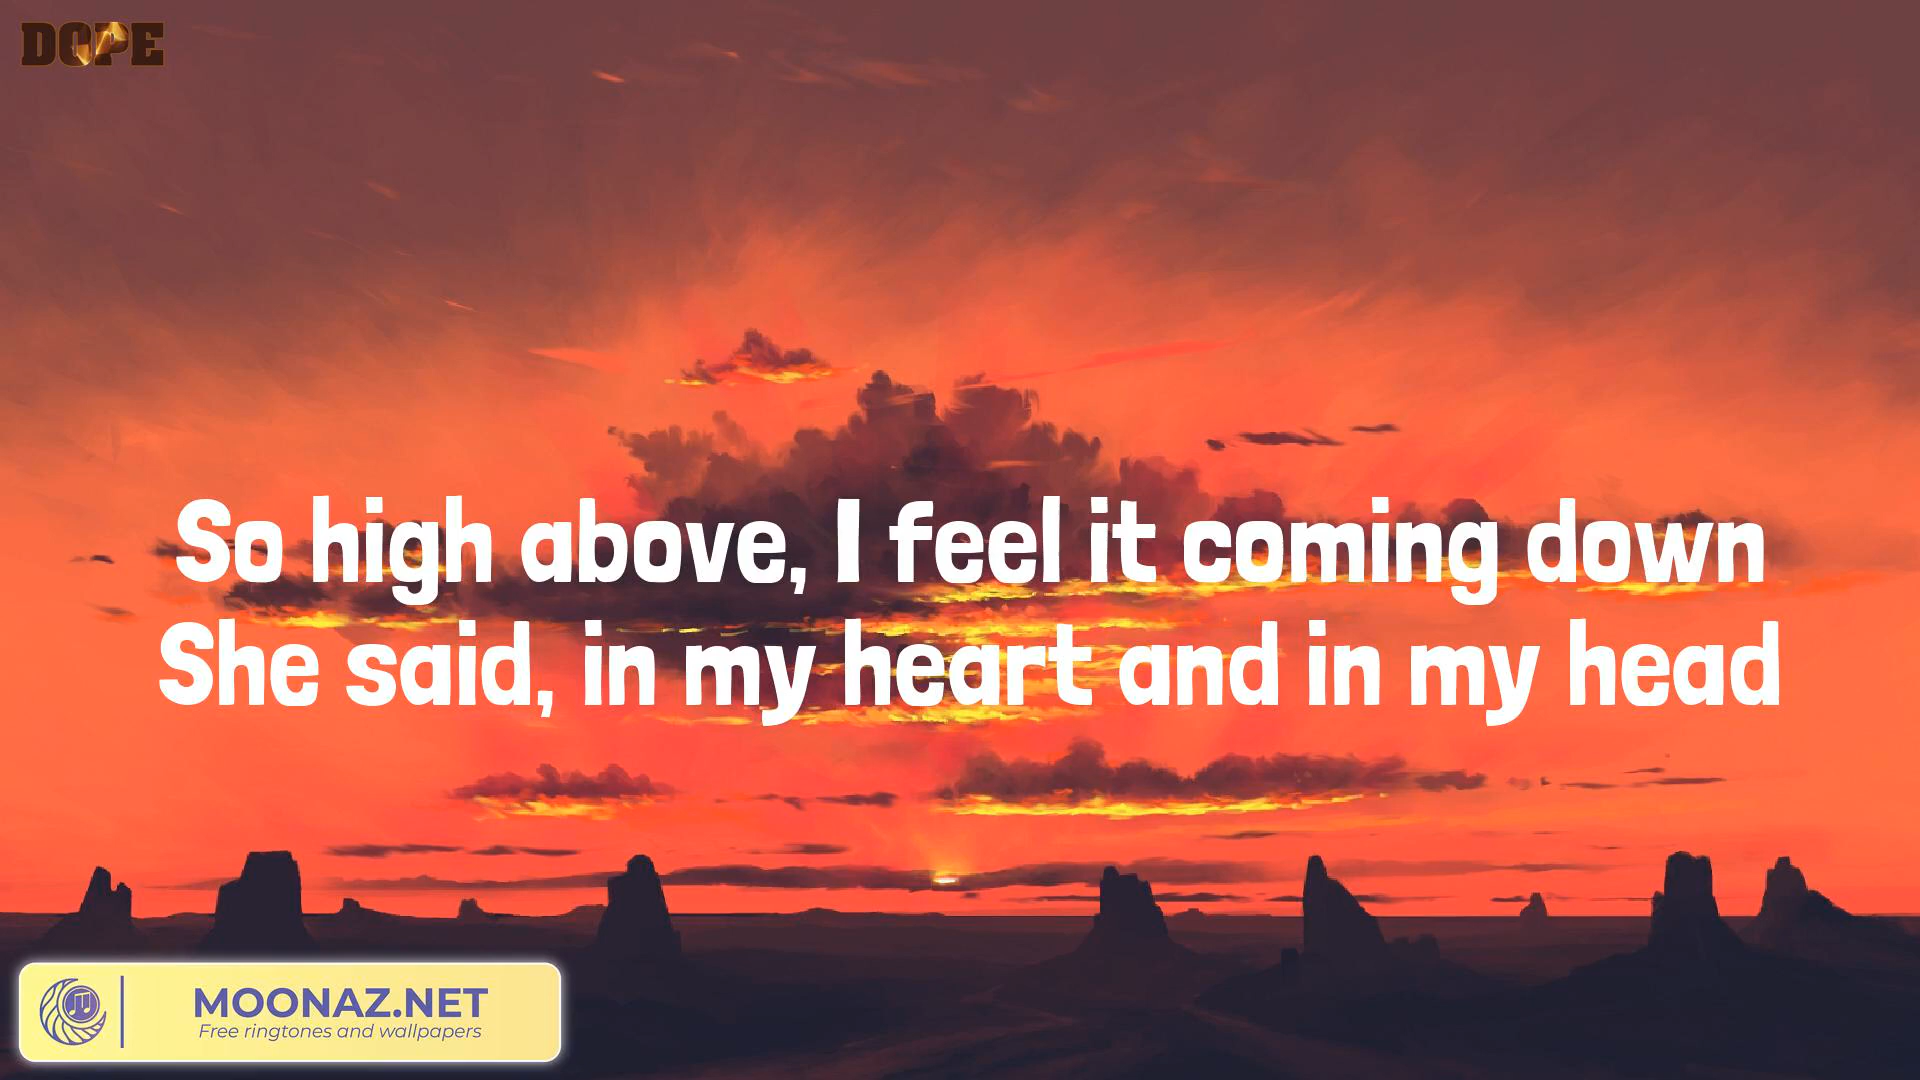 DOPE
So high above, I feel it coming down
She said, in my heart and in my head
MOONAZ.NET
Free ringtones and wallpapers